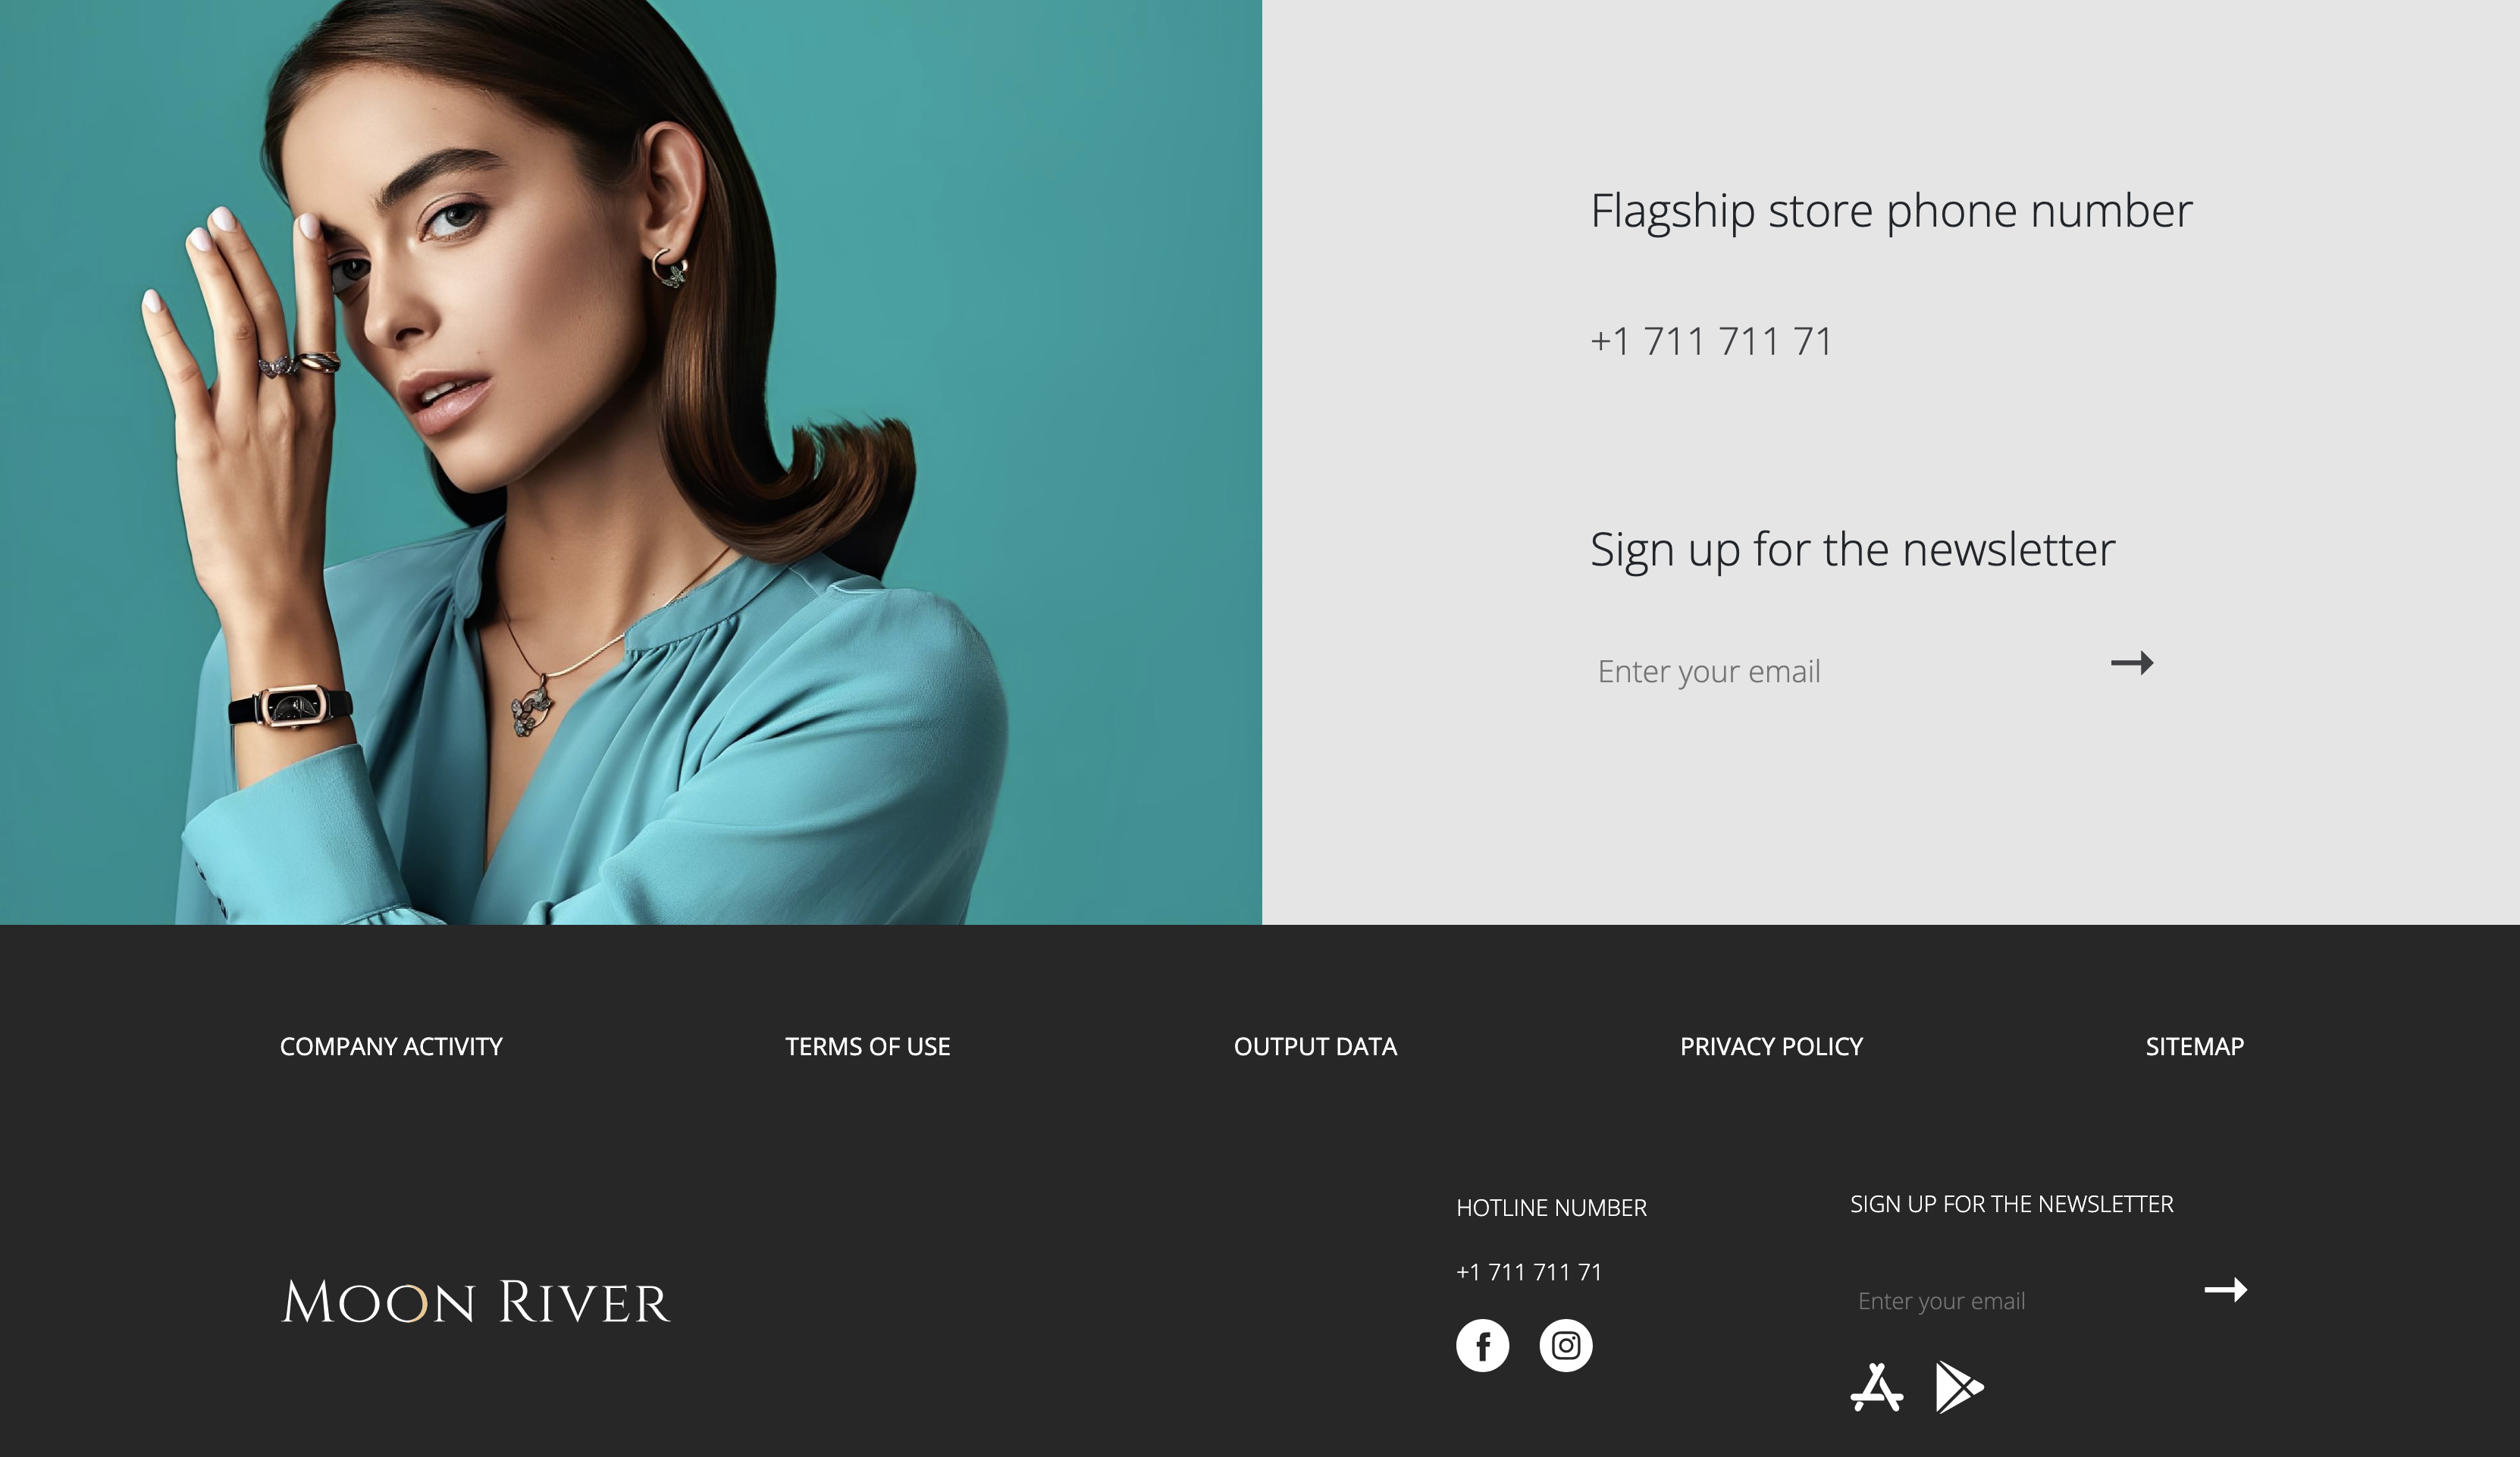 Flagship store phone number
+1 711 711 71
Sign up for the newsletter
Enter your email
COMPANY ACTIVITY
TERMS OF USE
OUTPUT DATA
PRIVACY POLICY
SITEMAP
MOON RIVER
HOTLINE NUMBER
+1 711 711 71
SIGN UP FOR THE NEWSLETTER
Enter your email